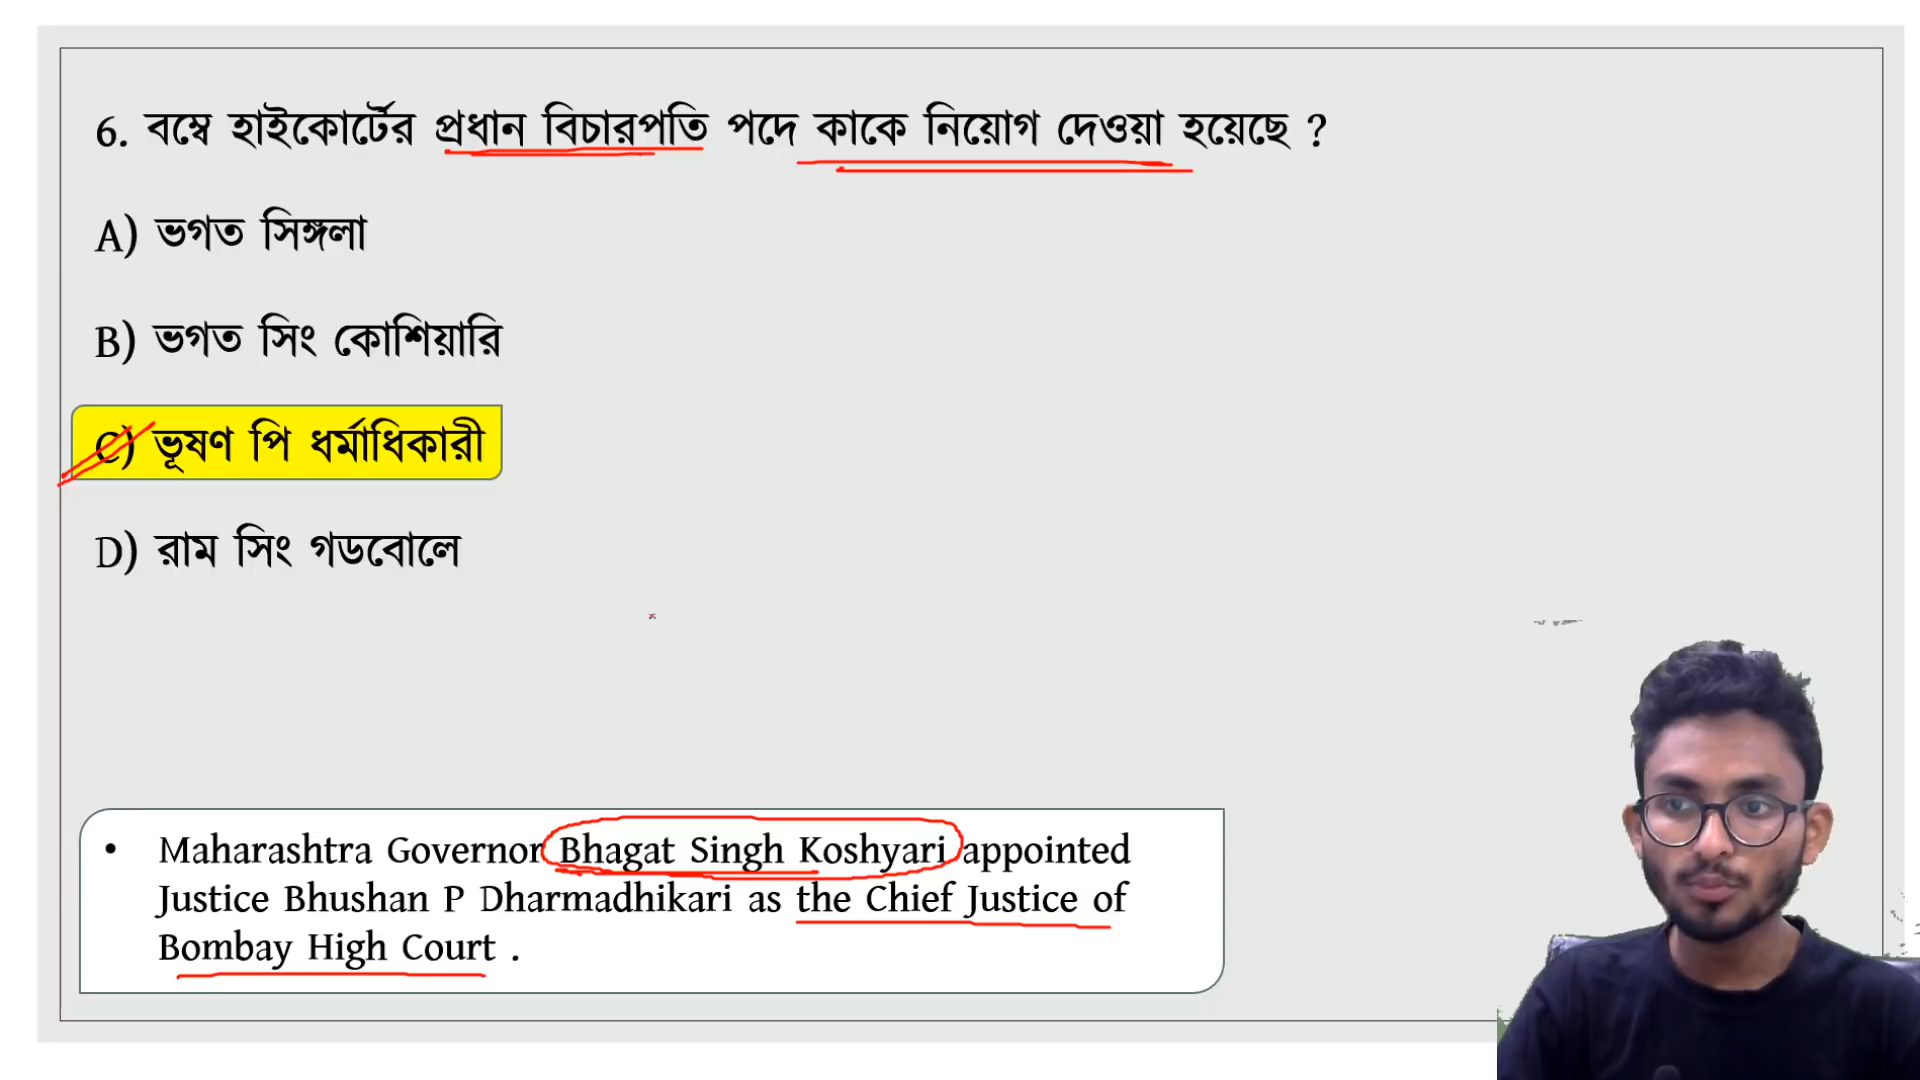 6. বম্বে হাইকোর্টের প্রধান বিচারপতি পদে কাকে নিয়োগ দেওয়া হয়েছে ?
A) ভগত সিঙ্গলা
B) ভগত সিং কোশিয়ারি
C) ভূষণ পি ধর্মাধিকারী
D) রাম সিং গডবোলে
• Maharashtra Governor Bhagat Singh Koshyari appointed
Justice Bhushan P Dharmadhikari as the Chief Justice of
Bombay High Court .